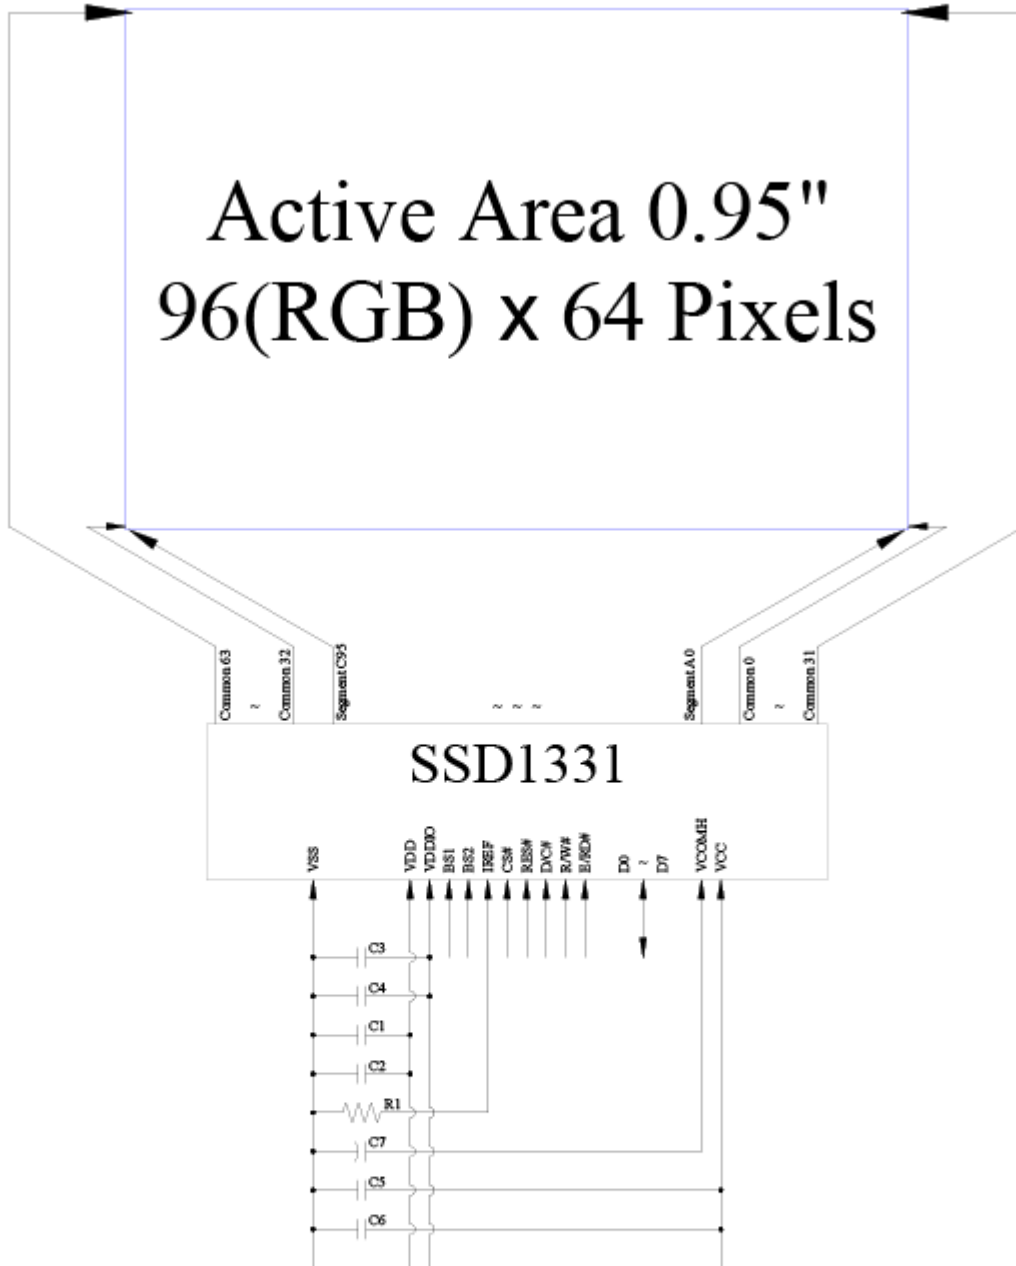 Active Area 0.95"
96(RGB) x 64 Pixels
Common 63
~
Common 32
Segment C95
~ ~ ~
Segment A0
Common 0
~
Common 31
SSD1331
VSS
VDD
VDDIO
BS1
BS2
IREF
CS#
RES#
D/C#
R/W#
E/RD#
D0
~
D7
VCOMH
VCC
C3
C4
C1
C2
R1
C7
C5
C6